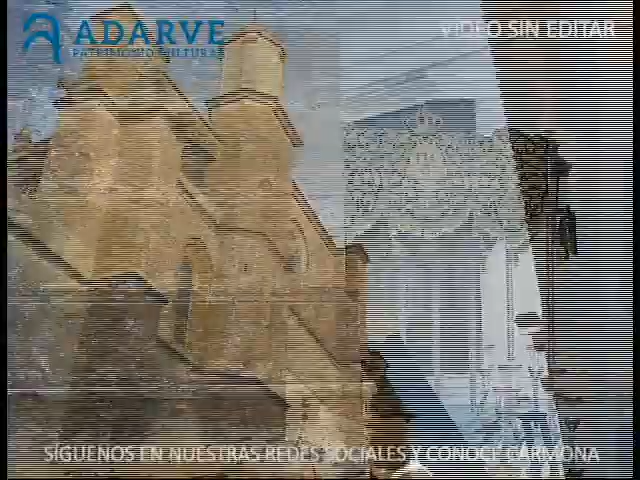 ADARVE
VIDEO SIN EDITAR
PATRIMONIO CULTURAL
SÍGUENOS EN NUESTRAS REDES SOCIALES Y CONOCE CARMONA